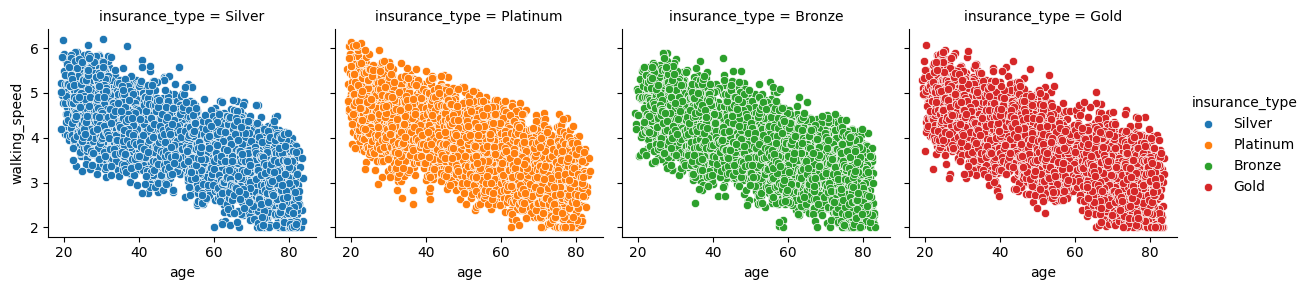 insurance_type = Silver
insurance_type = Platinum
insurance_type = Bronze
insurance_type = Gold
walking_speed
6
5
4
3
2
20 40 60 80
20 40 60 80
20 40 60 80
20 40 60 80
age
age
age
age
insurance_type
Silver
Platinum
Bronze
Gold